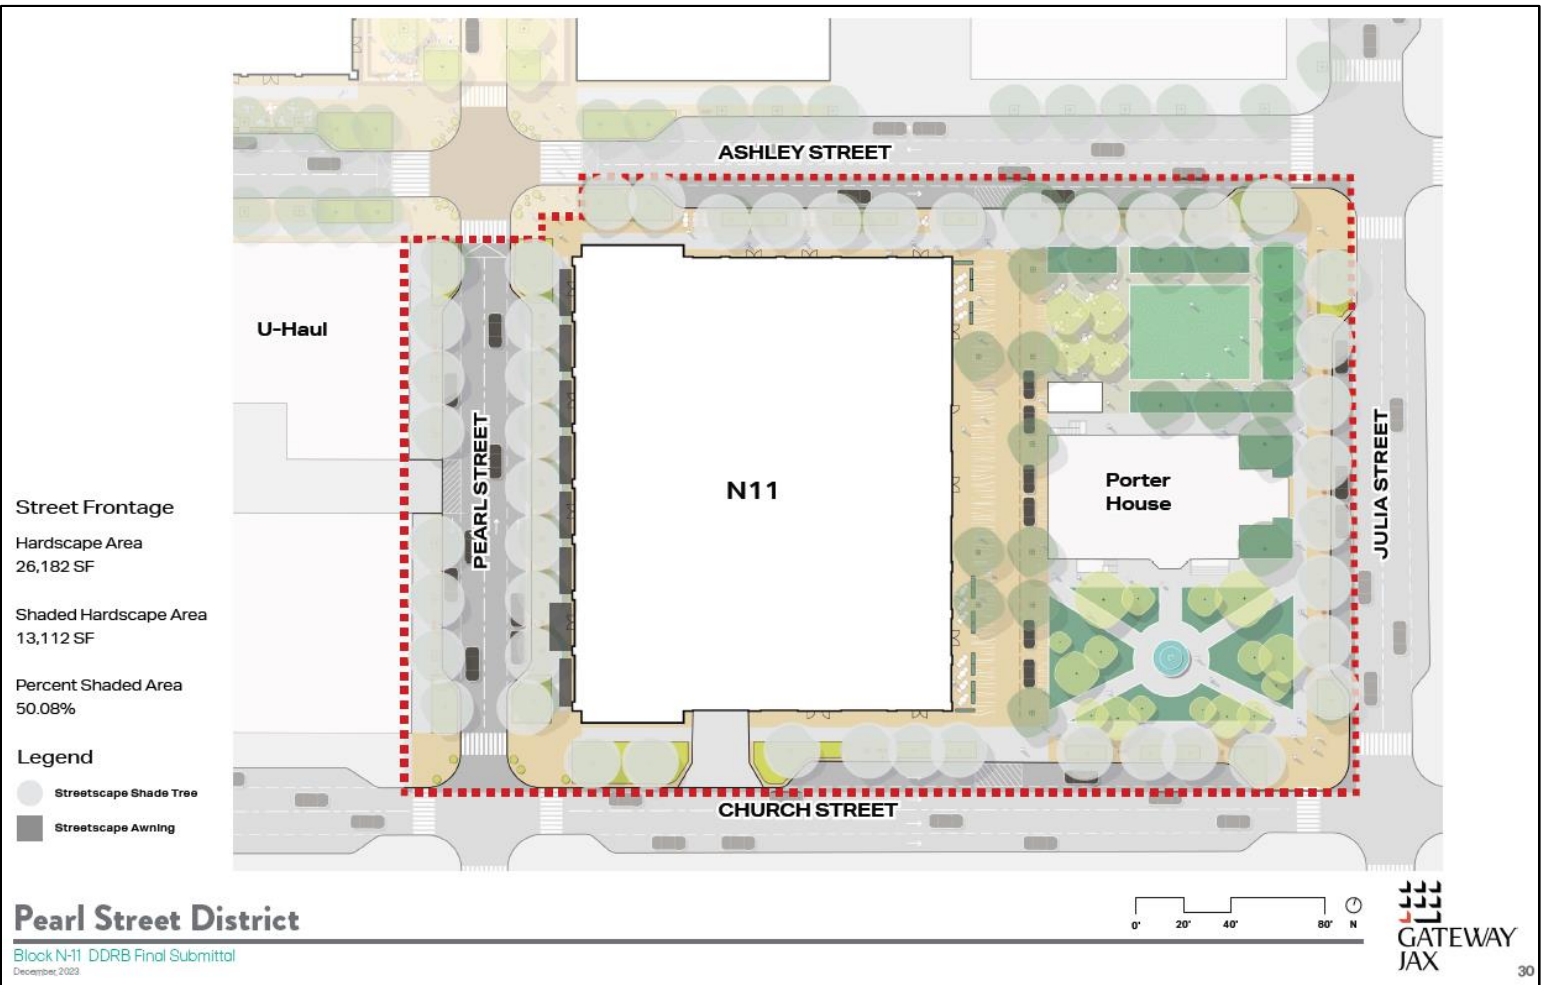 ASHLEY STREET
U-Haul
PEARL STREET
N11
Porter
House
JULIA STREET
CHURCH STREET
Street Frontage
Hardscape Area
26,182 SF
Shaded Hardscape Area
13,112 SF
Percent Shaded Area
50.08%
Legend
Streetscape Shade Tree
Streetscape Awning
Pearl Street District
Block N-11 DDRB Final Submittal
December, 2023
0' 20' 40' 80' N
GATEWAY
JAX
30